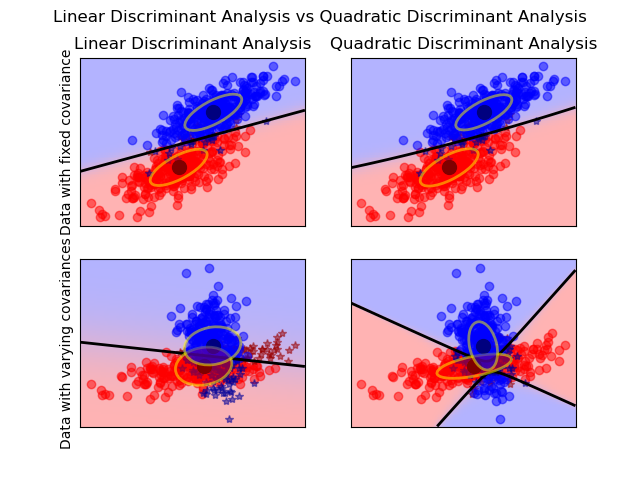 Linear Discriminant Analysis vs Quadratic Discriminant Analysis
Linear Discriminant Analysis
Quadratic Discriminant Analysis
Data with fixed covariance
Data with varying covariances